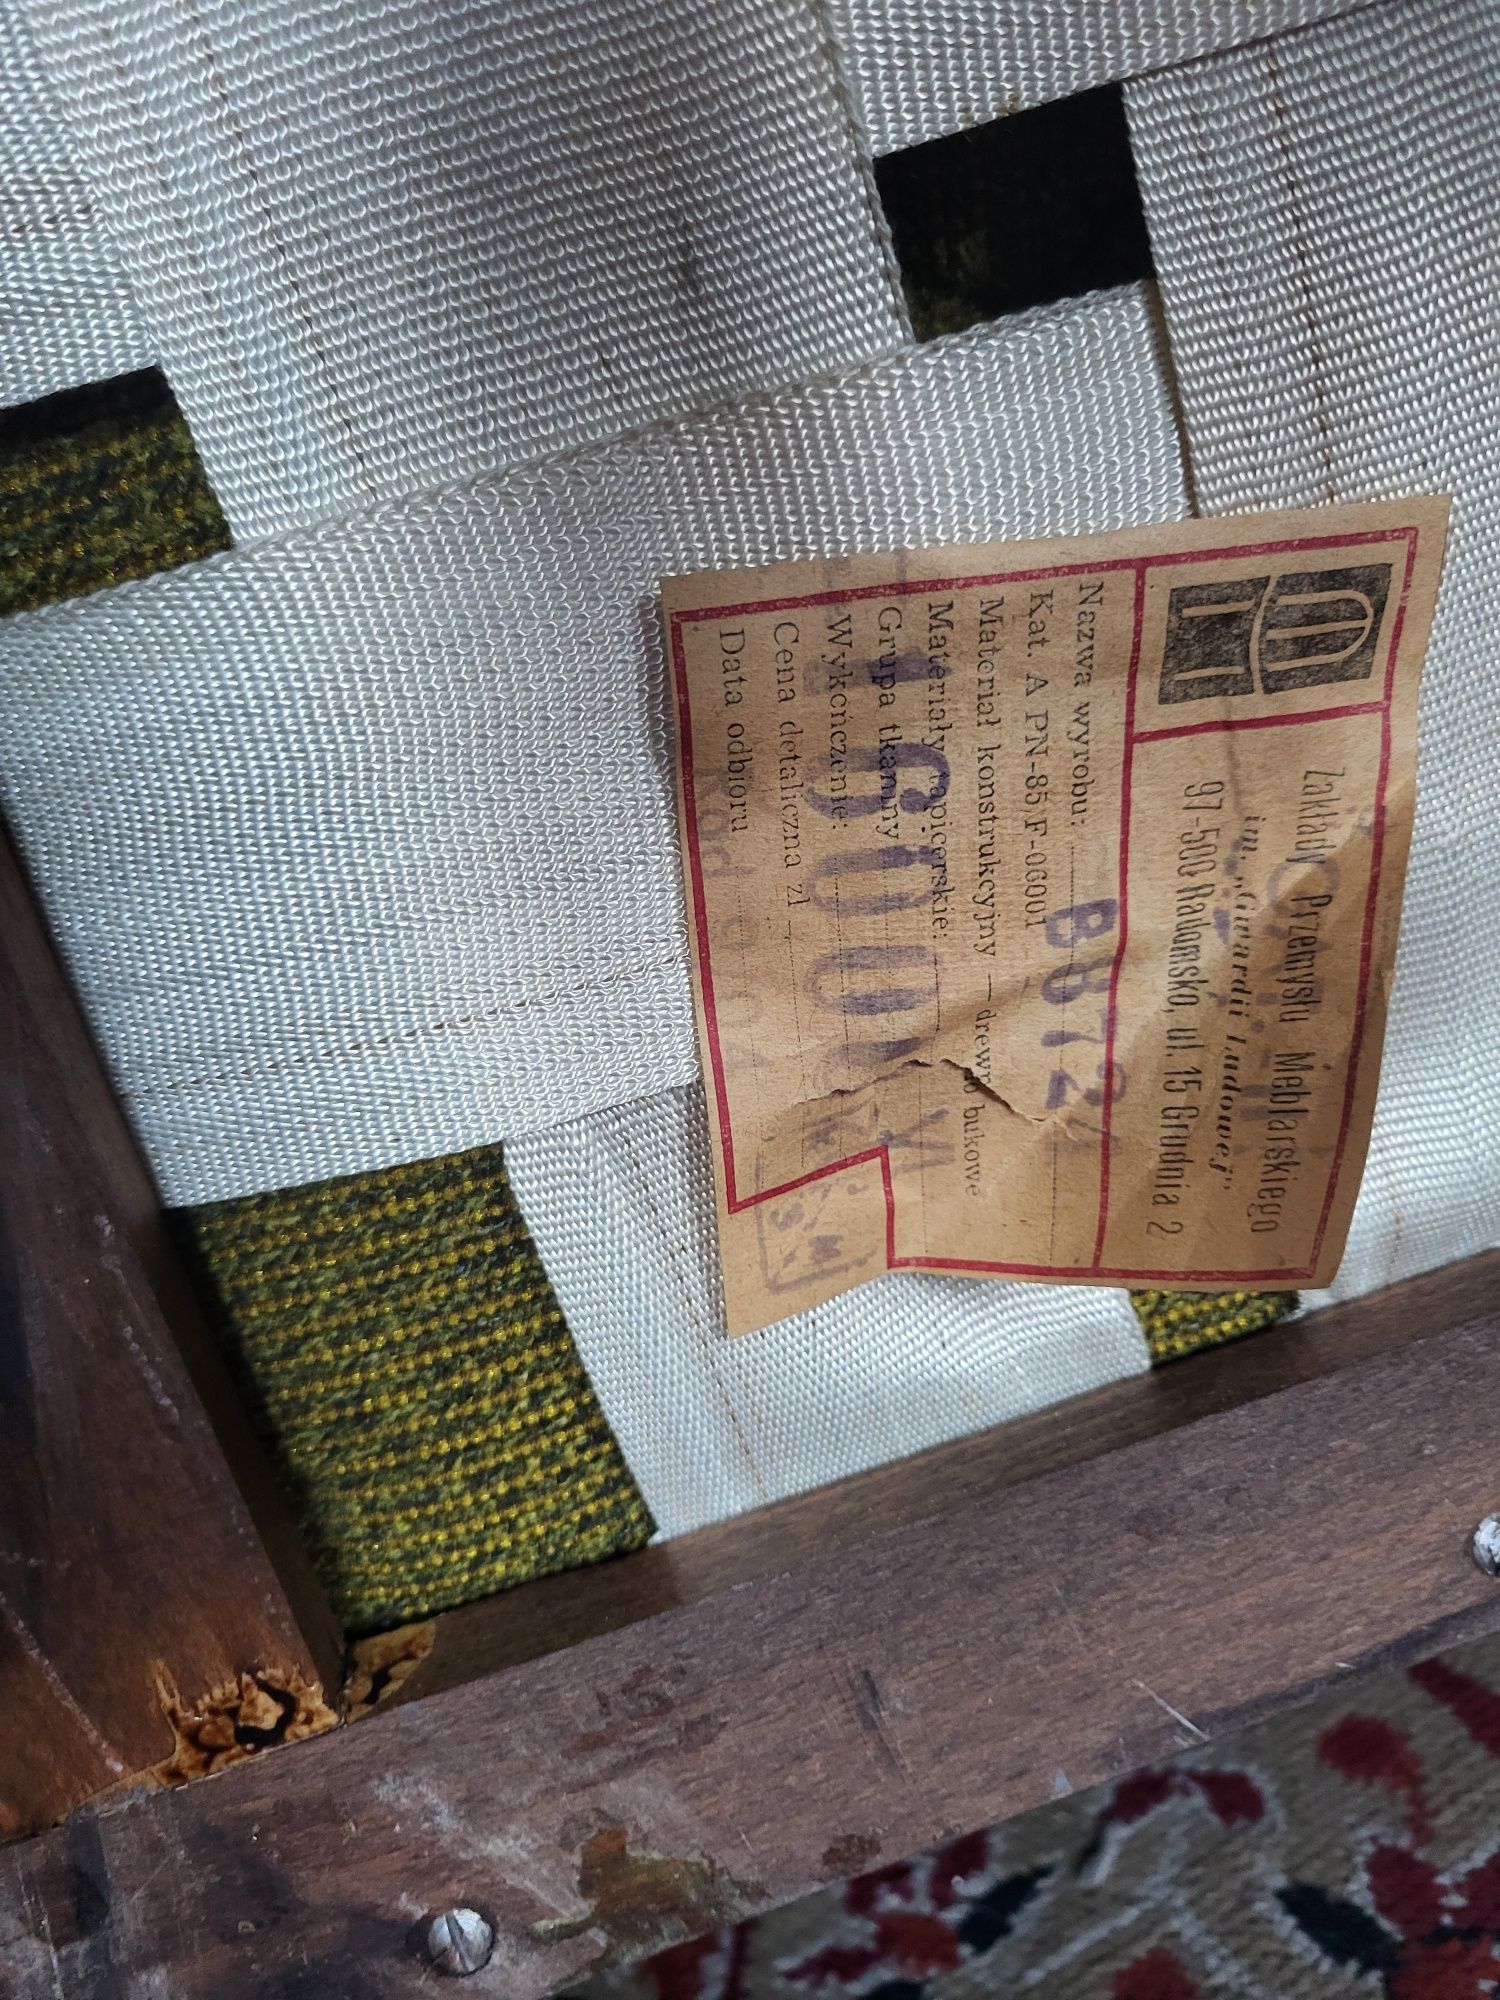 Zakłady Przemysłu Meblarskiego
im. „Gwardii Ludowej”
97-500 Radomsko, ul. 15 Grudnia 2
Nazwa wyrobu: B8724
Kat. A PN-85/F-06001
Materiał konstrukcyjny — drewno bukowe
Materiały tapicerskie:
Grupa tkaniny
Wykończenie:
16000
Cena detaliczna zł
Data odbioru